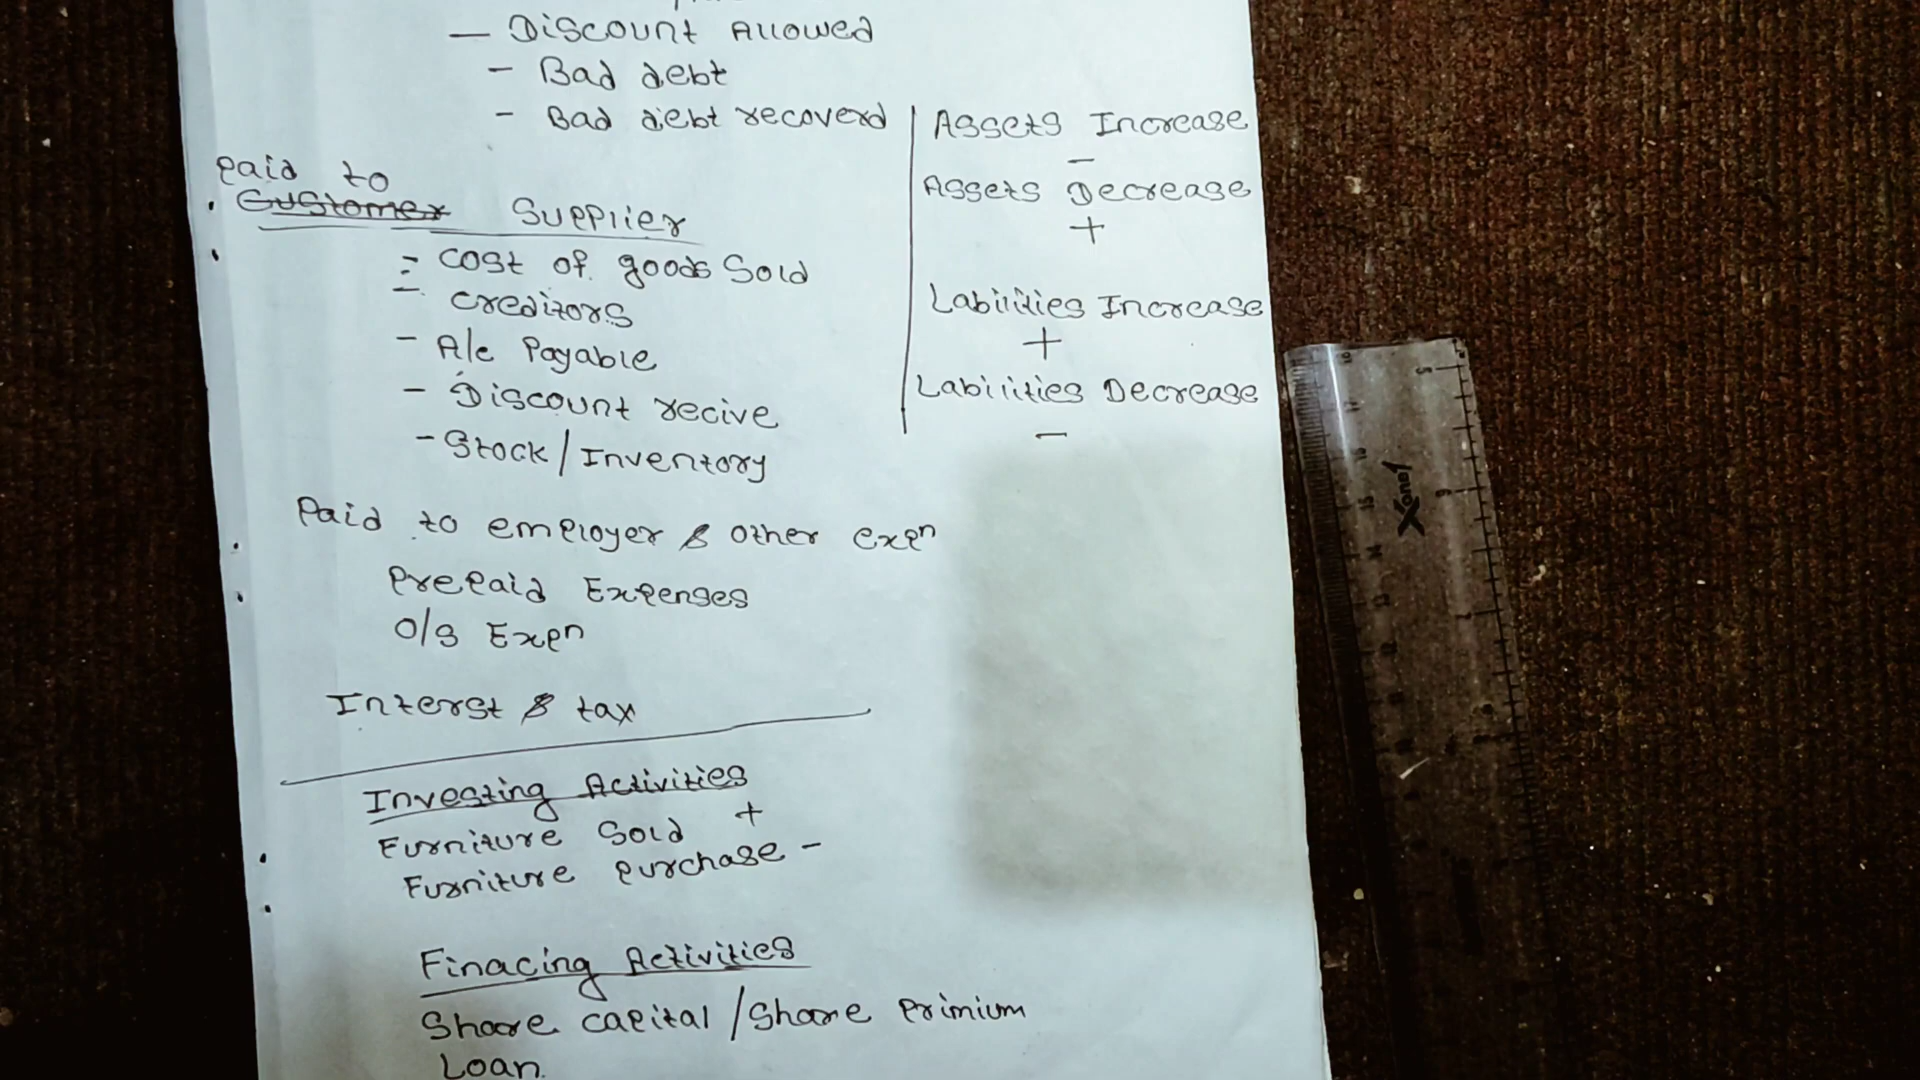 — Discount Allowed
- Bad debt
- Bad debt recoverd
Paid to
Customer Supplier
- Cost of goods Sold
- creditors
- A/c Payable
- Discount recive
- Stock / Inventory
Assets Increase
-
Assets Decrease
+
Labilities Increase
+
Labilities Decrease
-
Paid to employer & other expn
Prepaid Expenses
O/s Expn
Interst & tax
Investing Activities
Furniture Sold +
Furniture purchase -
Finacing Activities
Share capital / Share Primium
Loan